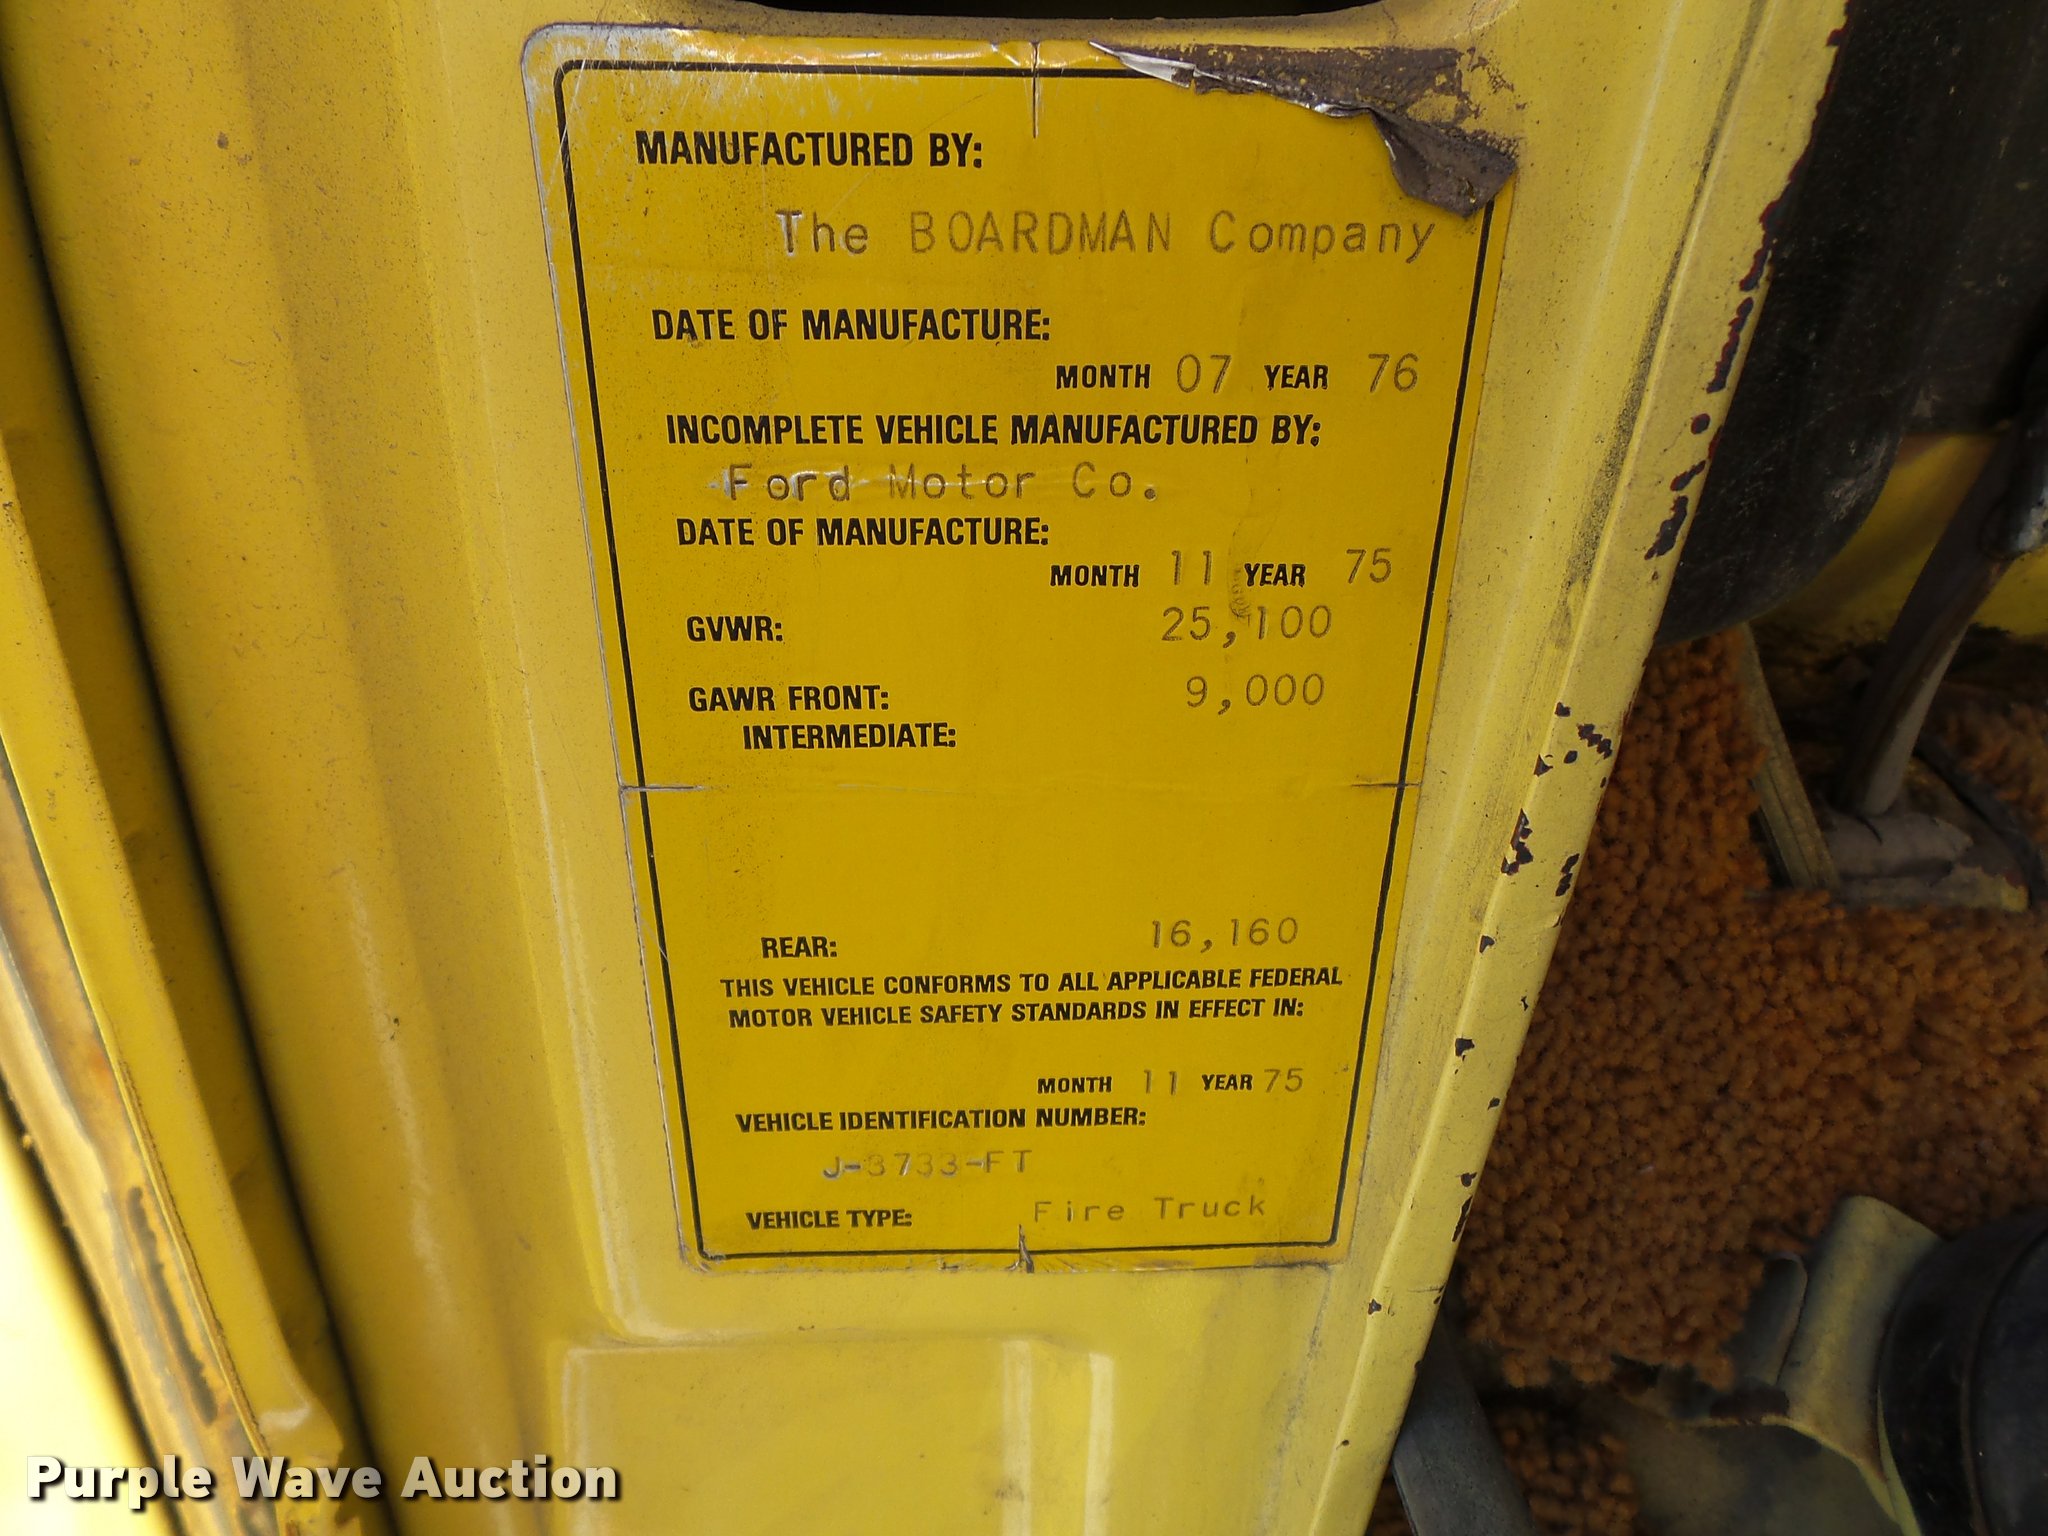 MANUFACTURED BY:
The BOARDMAN Company
DATE OF MANUFACTURE:
MONTH 07 YEAR 76
INCOMPLETE VEHICLE MANUFACTURED BY:
Ford Motor Co.
DATE OF MANUFACTURE:
MONTH 11 YEAR 75
GVWR: 25,100
GAWR FRONT: 9,000
INTERMEDIATE:
REAR: 16,160
THIS VEHICLE CONFORMS TO ALL APPLICABLE FEDERAL
MOTOR VEHICLE SAFETY STANDARDS IN EFFECT IN:
MONTH 11 YEAR 75
VEHICLE IDENTIFICATION NUMBER:
J-3733-FT
VEHICLE TYPE: Fire Truck
Purple Wave Auction